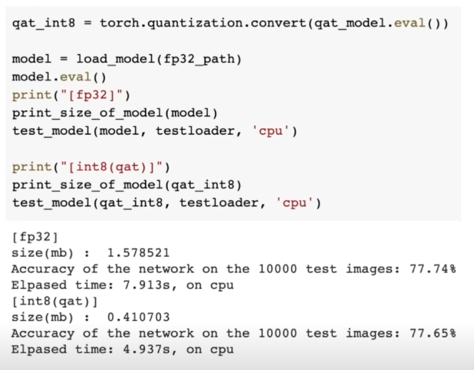 qat_int8 = torch.quantization.convert(qat_model.eval())
model = load_model(fp32_path)
model.eval()
print("[fp32]")
print_size_of_model(model)
test_model(model, testloader, 'cpu')
print("[int8(qat)]")
print_size_of_model(qat_int8)
test_model(qat_int8, testloader, 'cpu')
[fp32]
size(mb) :  1.578521
Accuracy of the network on the 10000 test images: 77.74%
Elpased time: 7.913s, on cpu
[int8(qat)]
size(mb) :  0.410703
Accuracy of the network on the 10000 test images: 77.65%
Elpased time: 4.937s, on cpu